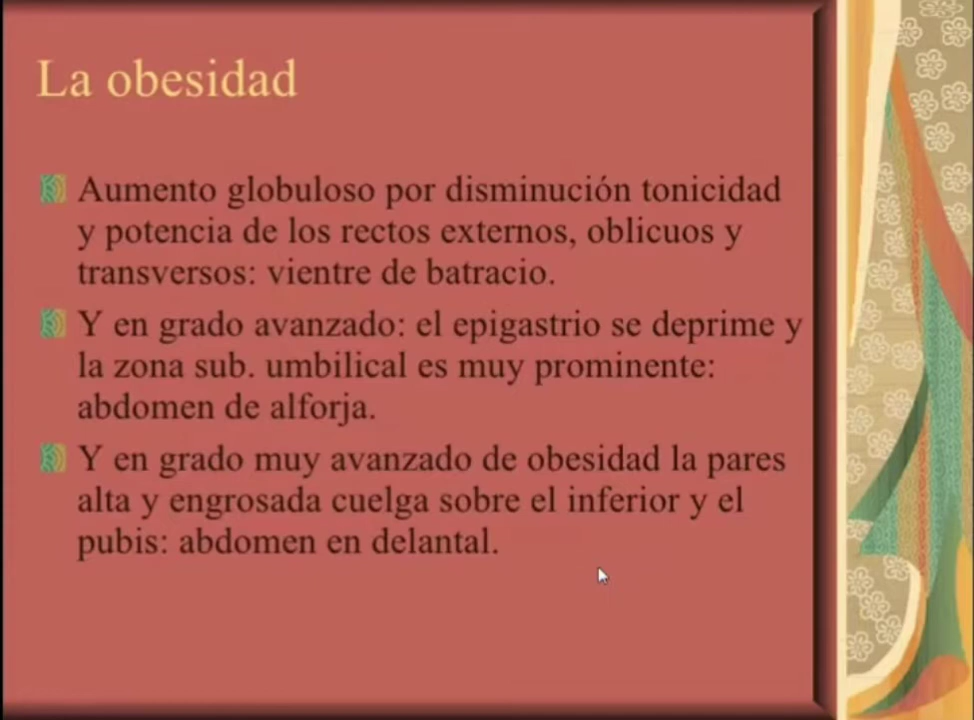 La obesidad
Aumento globuloso por disminución tonicidad
y potencia de los rectos externos, oblicuos y
transversos: vientre de batracio.
Y en grado avanzado: el epigastrio se deprime y
la zona sub. umbilical es muy prominente:
abdomen de alforja.
Y en grado muy avanzado de obesidad la pares
alta y engrosada cuelga sobre el inferior y el
pubis: abdomen en delantal.